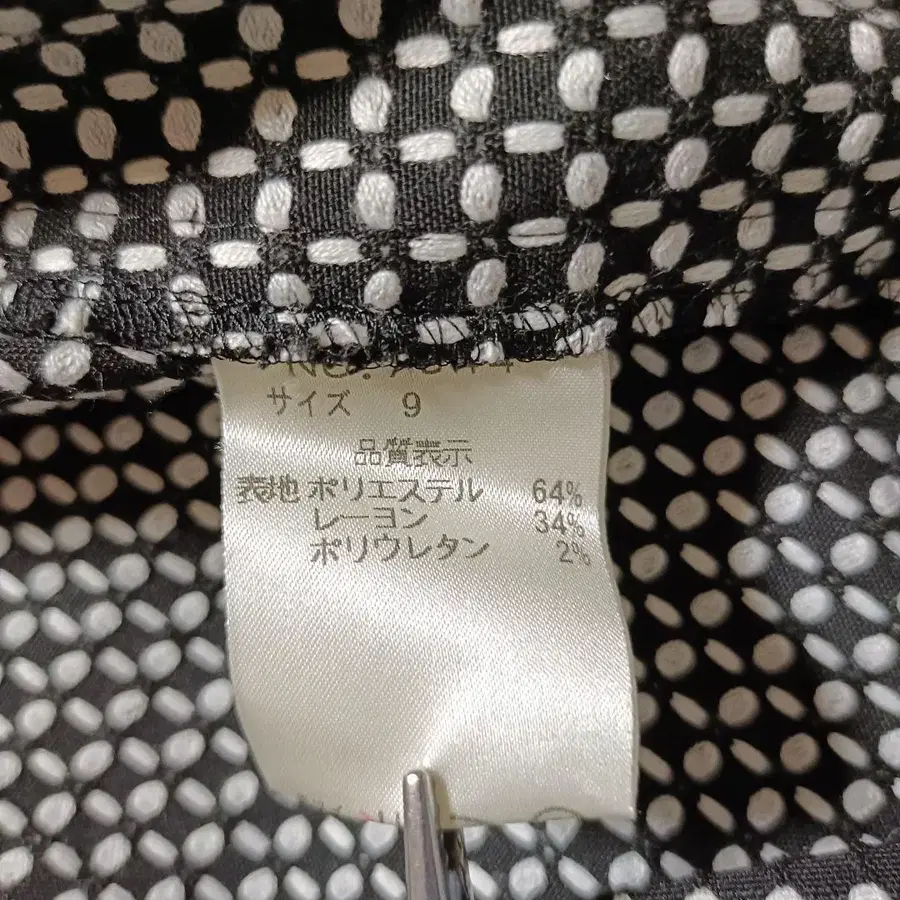 サイズ 9
品質表示
表地 ポリエステル 64%
レーヨン 34%
ポリウレタン 2%